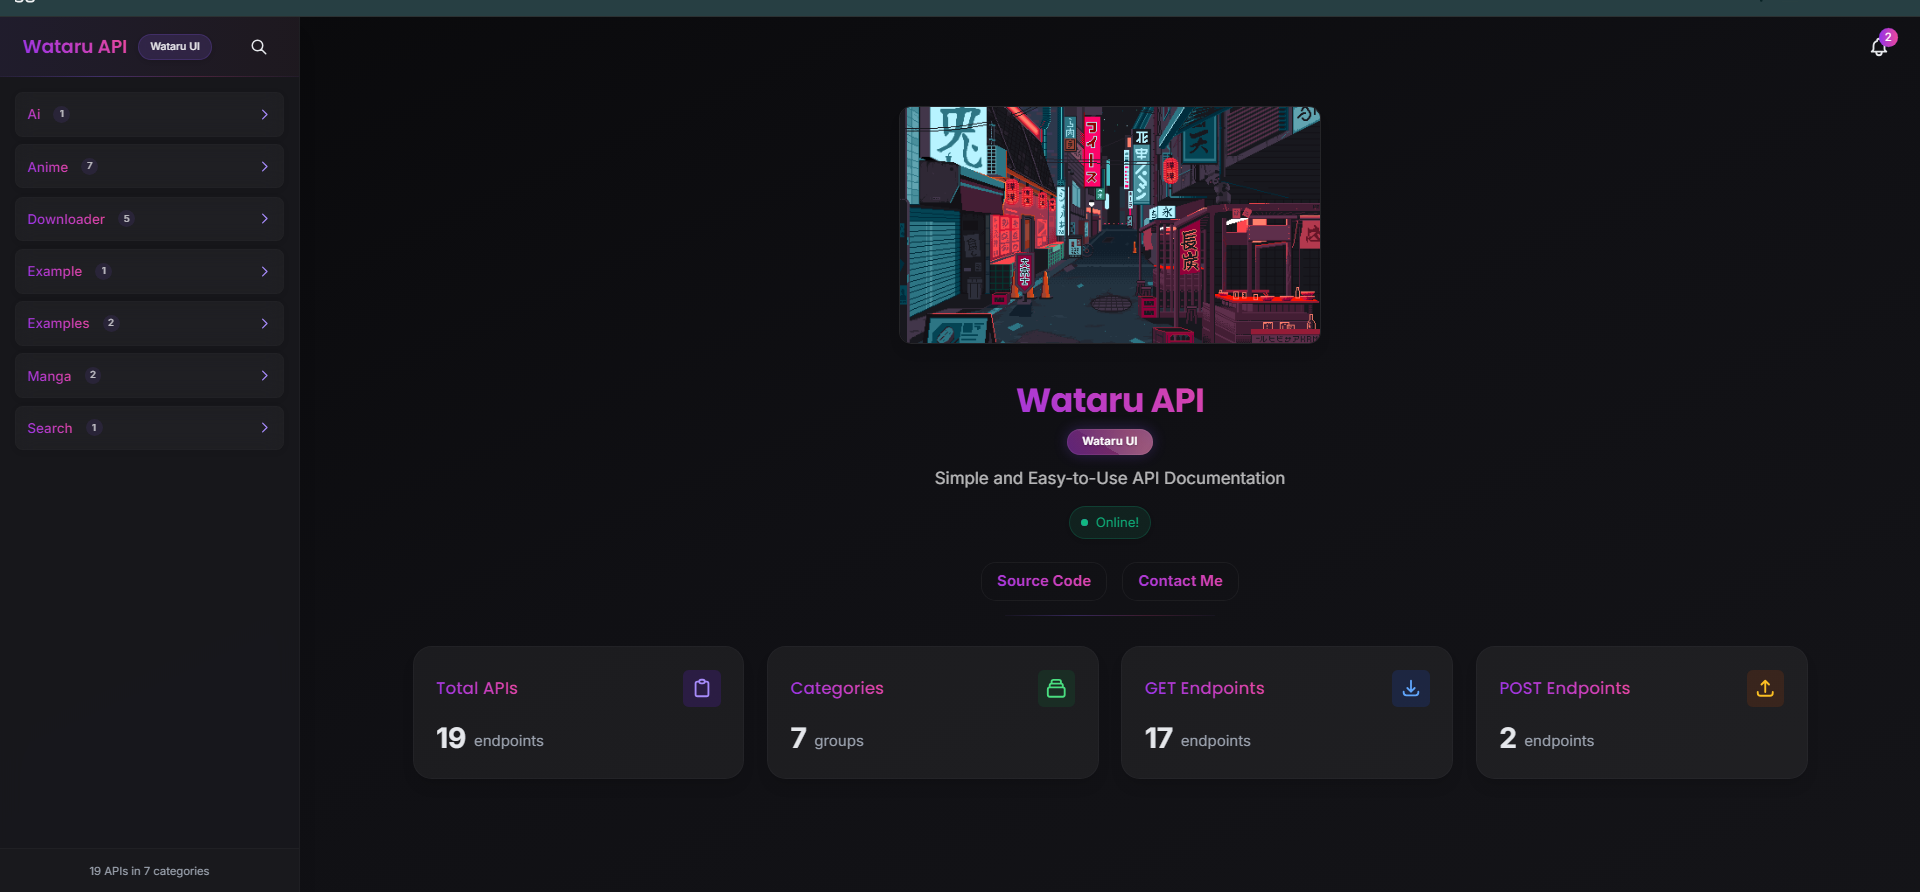 Wataru API
Wataru UI
2
Ai 1
Anime 7
Downloader 5
Example 1
Examples 2
Manga 2
Search 1
Wataru API
Wataru UI
Simple and Easy-to-Use API Documentation
Online!
Source Code
Contact Me
Total APIs
19 endpoints
Categories
7 groups
GET Endpoints
17 endpoints
POST Endpoints
2 endpoints
19 APIs in 7 categories